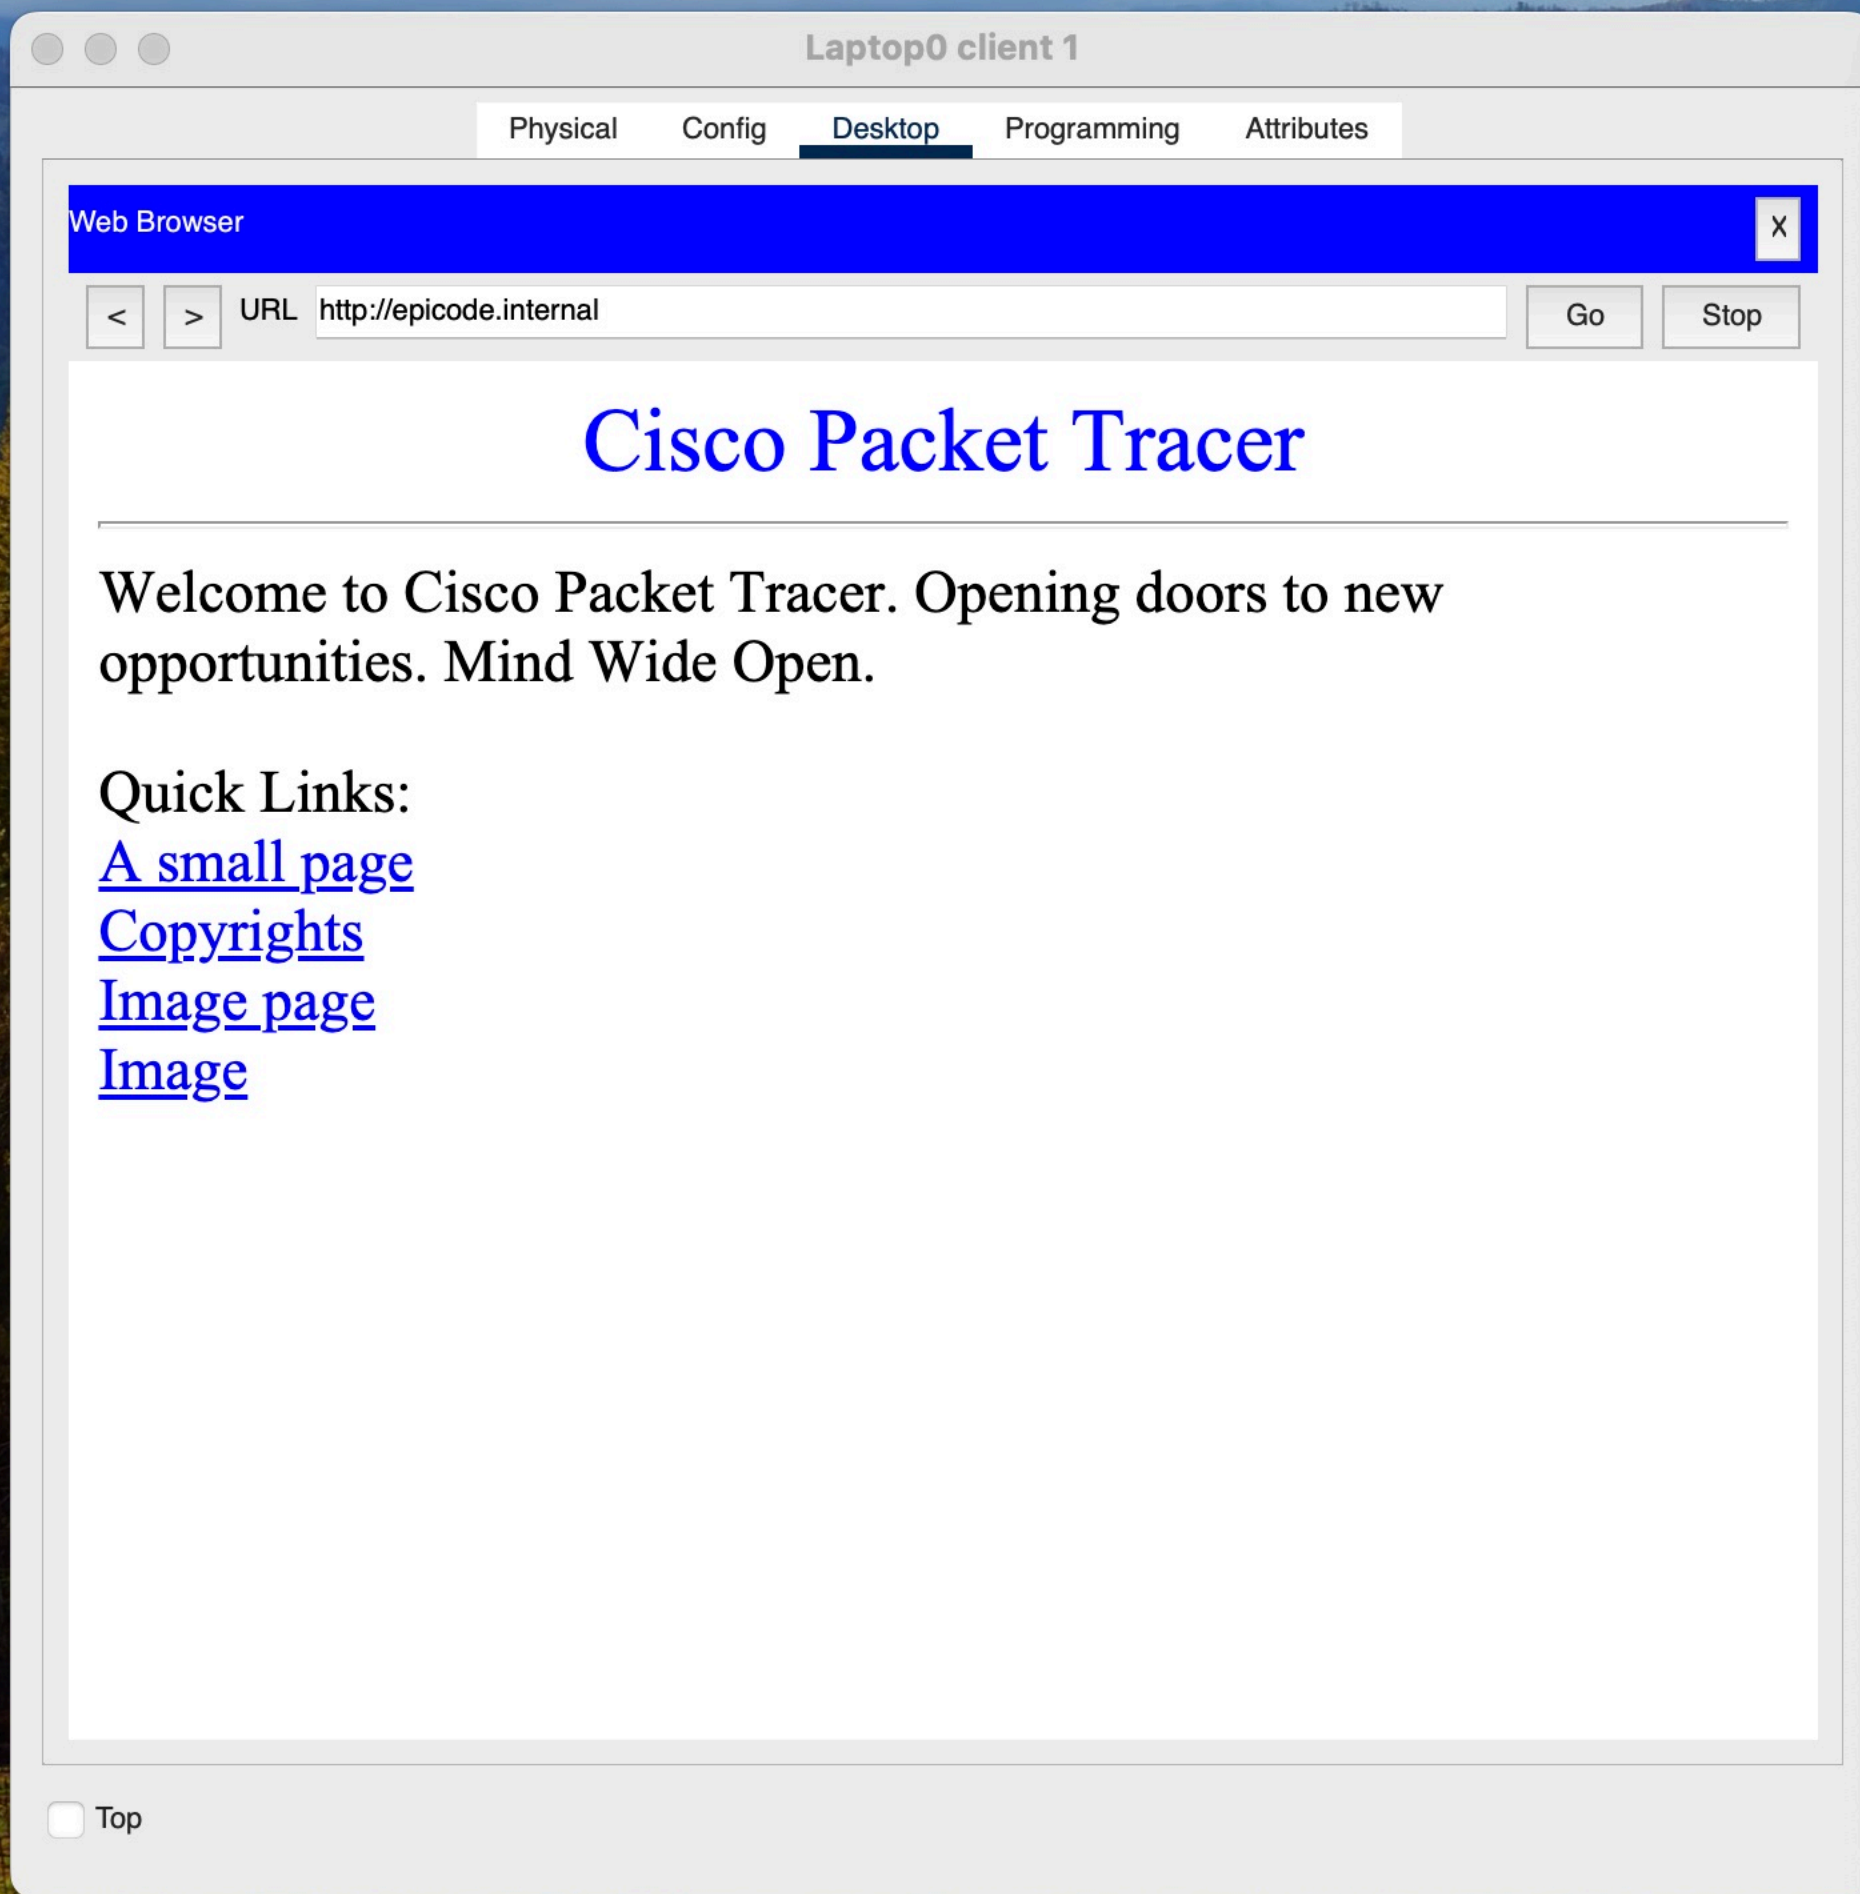 Laptop0 client 1
Physical Config Desktop Programming Attributes
Web Browser X
< > URL http://epicode.internal Go Stop
Cisco Packet Tracer
Welcome to Cisco Packet Tracer. Opening doors to new
opportunities. Mind Wide Open.
Quick Links:
A small page
Copyrights
Image page
Image
Top